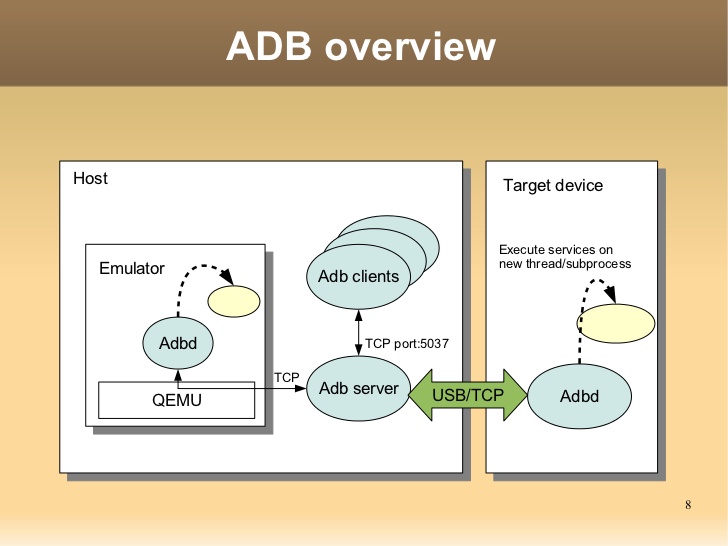 ADB overview
Host
Target device
Emulator
Adb clients
Execute services on
new thread/subprocess
Adbd
TCP port:5037
TCP
QEMU
Adb server
USB/TCP
Adbd
8